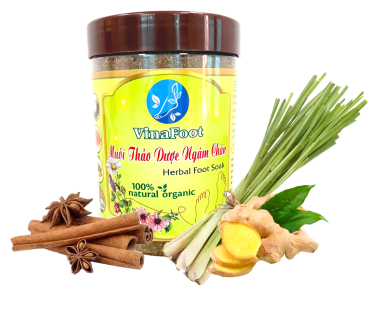 VinaFoot
Muối Thảo Dược Ngâm Chân
Herbal Foot Soak
100%
natural organic